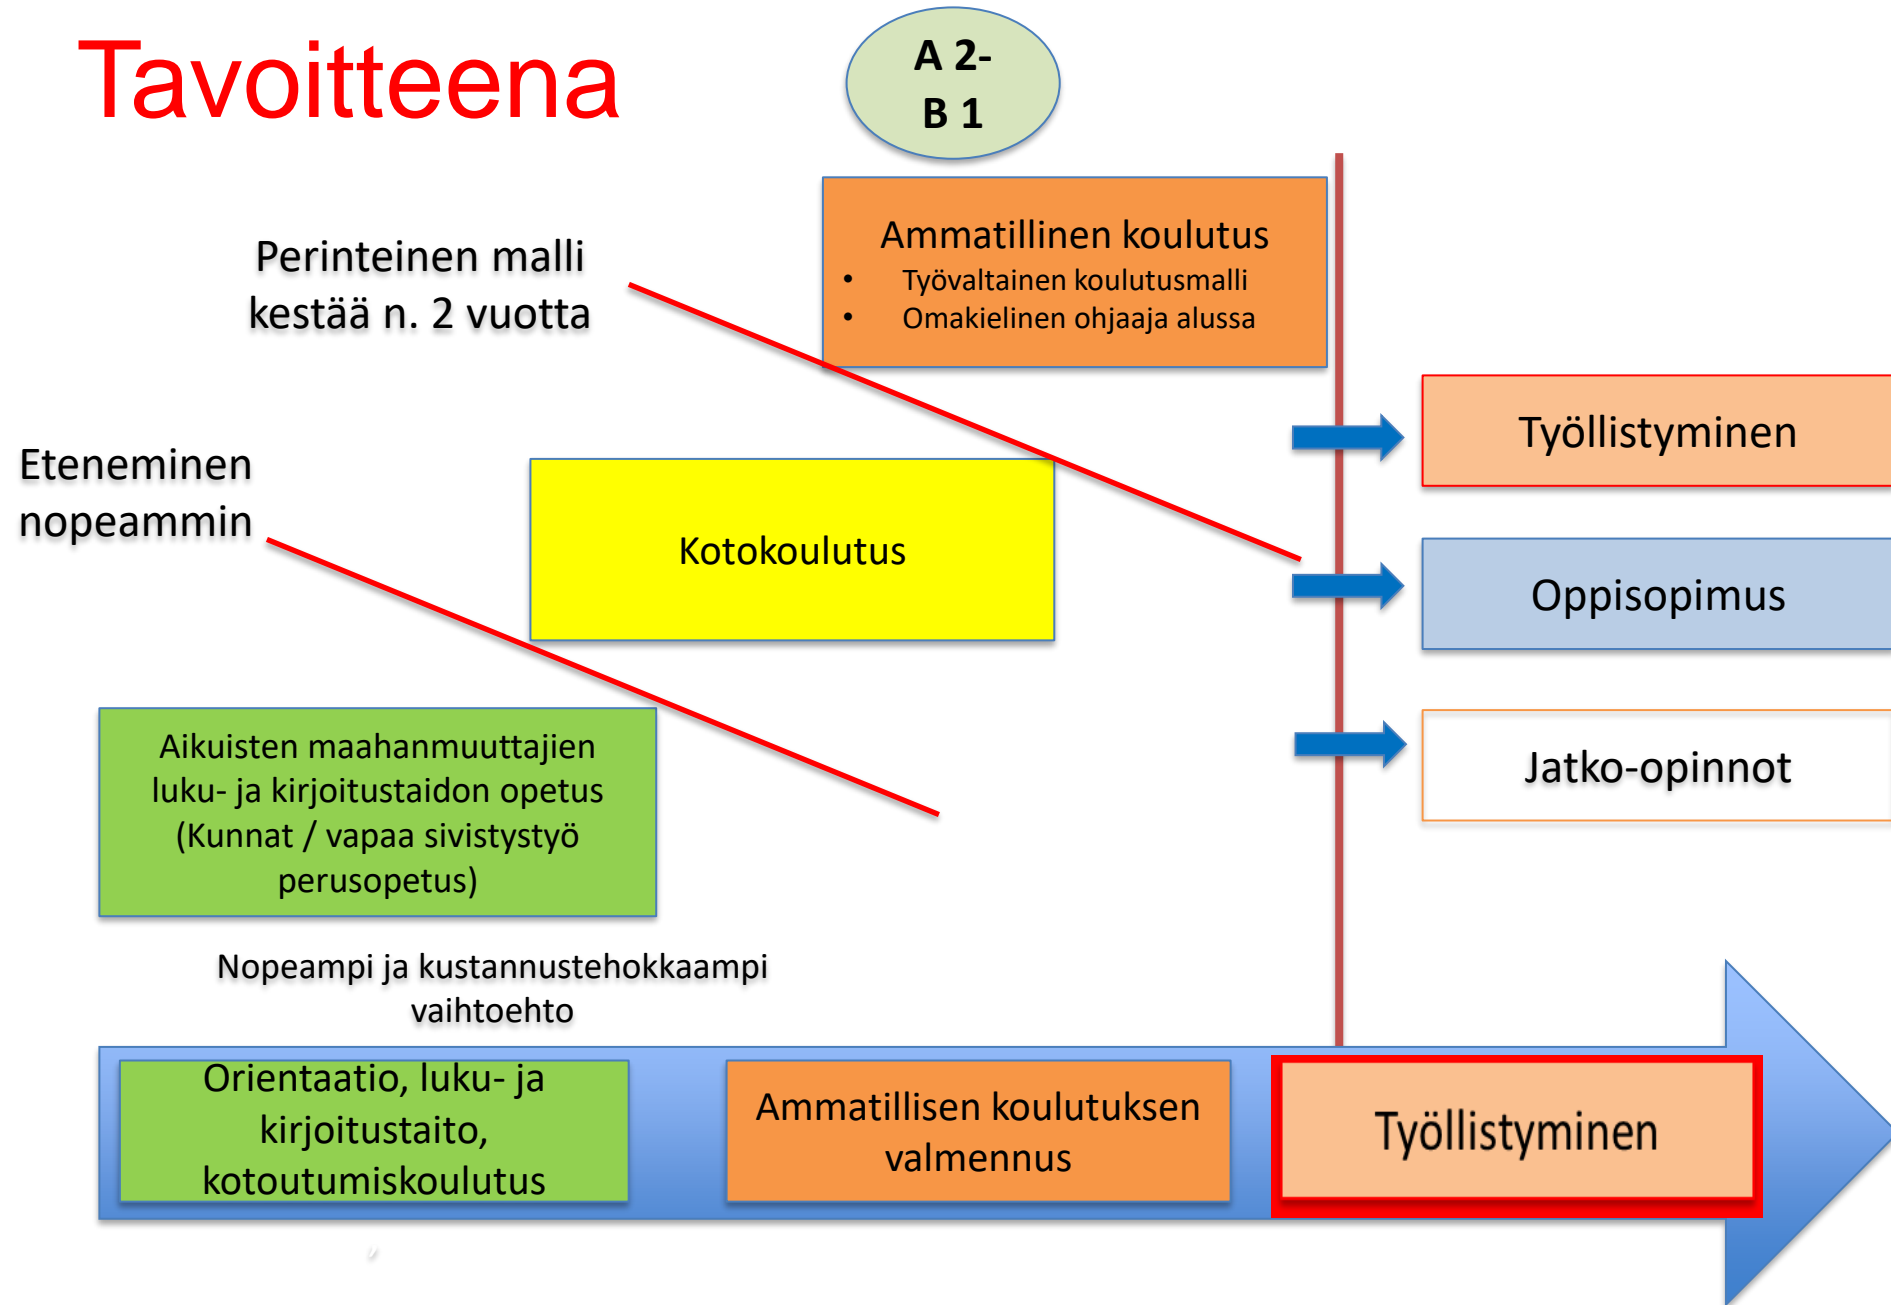 Tavoitteena
A 2-
B 1
Ammatillinen koulutus
• Työvaltainen koulutusmalli
• Omakielinen ohjaaja alussa
Perinteinen malli
kestää n. 2 vuotta
Työllistyminen
Eteneminen
nopeammin
Kotokoulutus
Oppisopimus
Aikuisten maahanmuuttajien
luku- ja kirjoitustaidon opetus
(Kunnat / vapaa sivistystyö
perusopetus)
Jatko-opinnot
Nopeampi ja kustannustehokkaampi
vaihtoehto
Orientaatio, luku- ja
kirjoitustaito,
kotoutumiskoulutus
Ammatillisen koulutuksen
valmennus
Työllistyminen
,